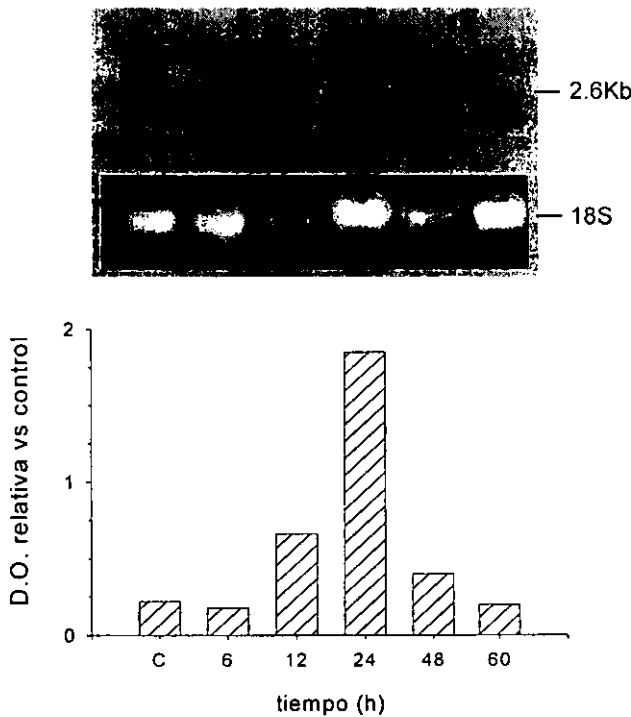 2.6Kb
18S
D.O. relativa vs control
2
1
0
C 6 12 24 48 60
tiempo (h)